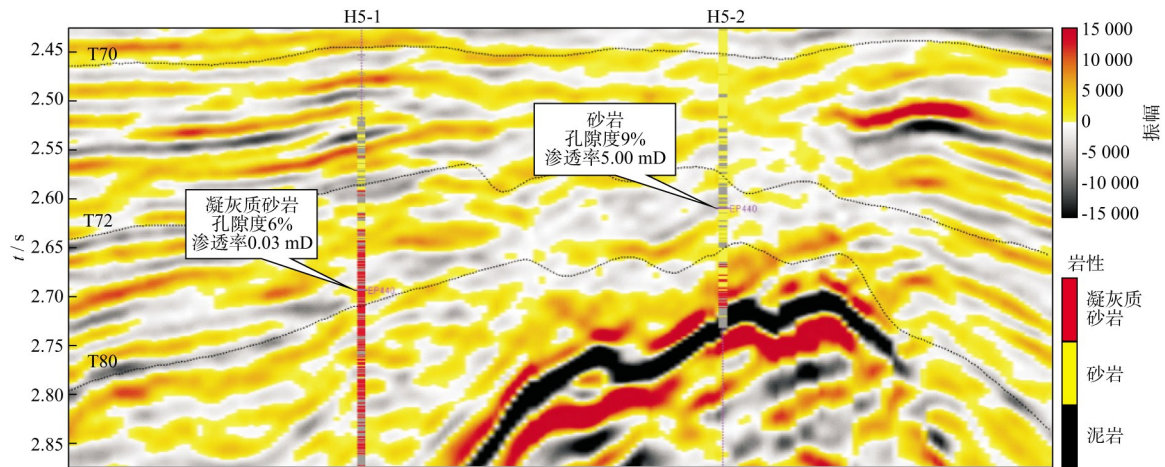 H5-1
H5-2
2.45
2.50
2.55
2.60
2.65
2.70
2.75
2.80
2.85
t / s
T70
T72
T80
凝灰质砂岩
孔隙度6%
渗透率0.03 mD
砂岩
孔隙度9%
渗透率5.00 mD
EP440
15 000
10 000
5 000
0
-5 000
-10 000
-15 000
振幅
岩性
凝灰质
砂岩
砂岩
泥岩